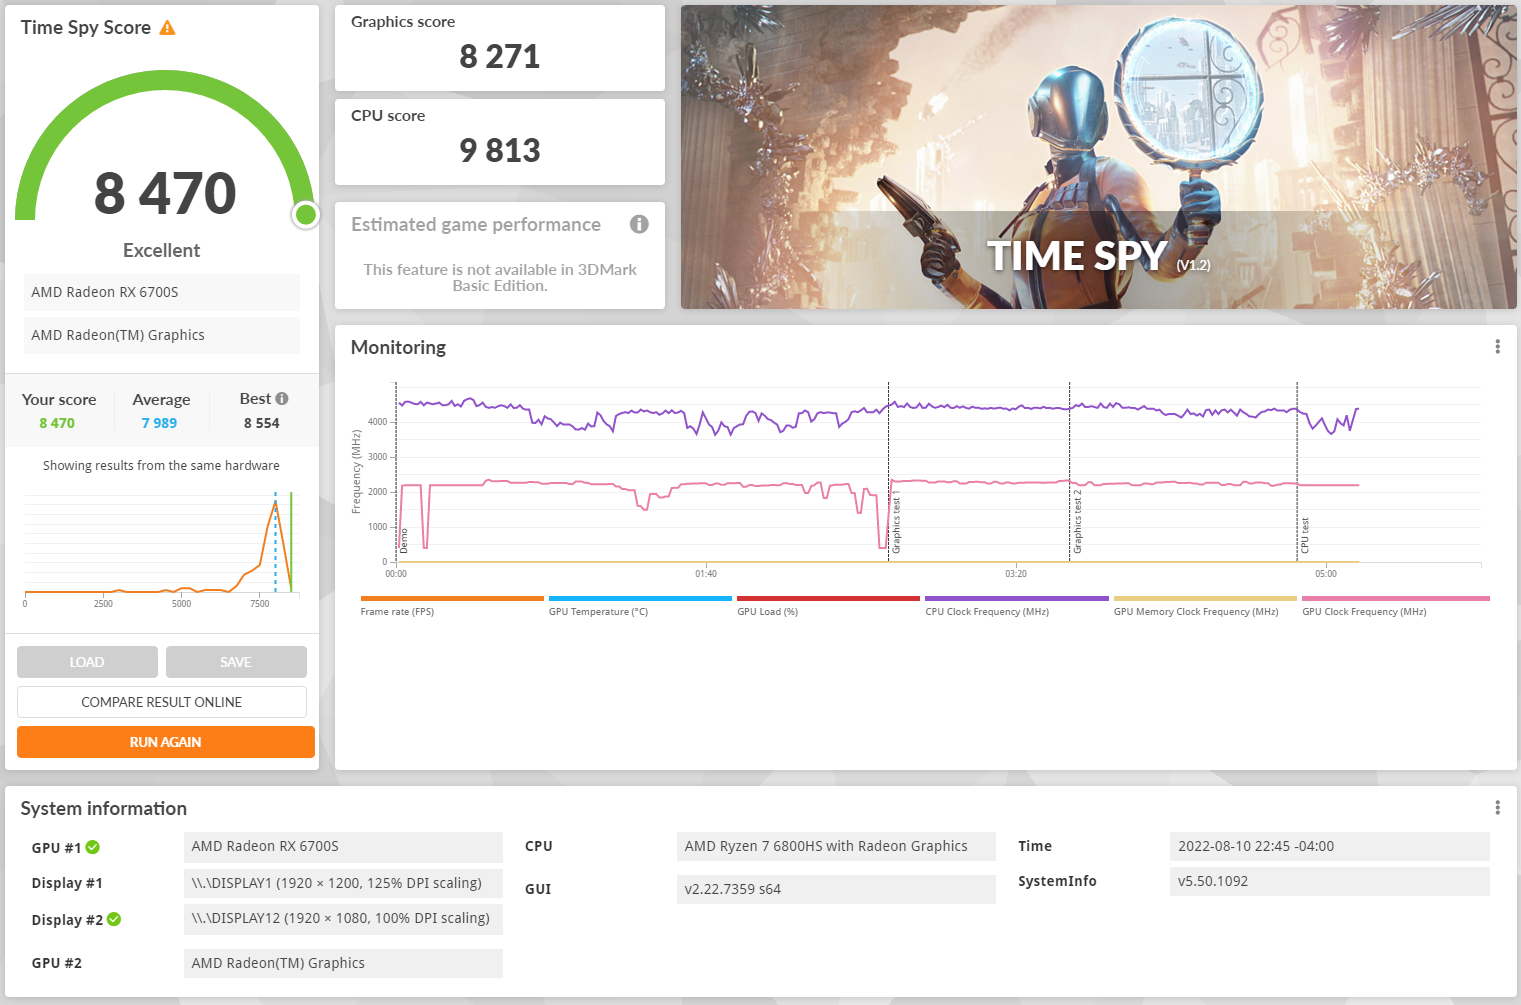 Time Spy Score
8 470
Excellent
AMD Radeon RX 6700S
AMD Radeon(TM) Graphics
Your score
8 470
Average
7 989
Best
8 554
Showing results from the same hardware
0
2500
5000
7500
LOAD
SAVE
COMPARE RESULT ONLINE
RUN AGAIN
Graphics score
8 271
CPU score
9 813
Estimated game performance
This feature is not available in 3DMark
Basic Edition.
TIME SPY (V1.2)
Monitoring
Frequency (MHz)
4000
3000
2000
1000
0
Demo
Graphics test 1
Graphics test 2
CPU test
00:00
01:40
03:20
05:00
Frame rate (FPS)
GPU Temperature (°C)
GPU Load (%)
CPU Clock Frequency (MHz)
GPU Memory Clock Frequency (MHz)
GPU Clock Frequency (MHz)
System information
GPU #1
AMD Radeon RX 6700S
Display #1
\\.\DISPLAY1 (1920 × 1200, 125% DPI scaling)
Display #2
\\.\DISPLAY12 (1920 × 1080, 100% DPI scaling)
GPU #2
AMD Radeon(TM) Graphics
CPU
AMD Ryzen 7 6800HS with Radeon Graphics
GUI
v2.22.7359 s64
Time
2022-08-10 22:45 -04:00
SystemInfo
v5.50.1092